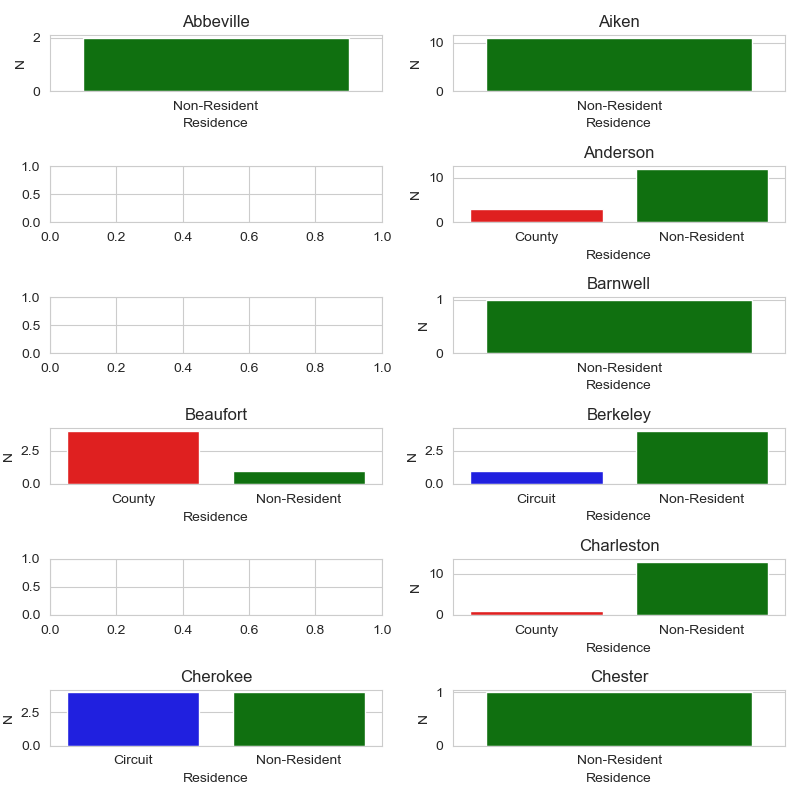 Abbeville
2
0
N
Non-Resident
Residence
Aiken
10
0
N
Non-Resident
Residence
1.0
0.5
0.0
0.0 0.2 0.4 0.6 0.8 1.0
Anderson
10
0
N
County Non-Resident
Residence
1.0
0.5
0.0
0.0 0.2 0.4 0.6 0.8 1.0
Barnwell
1
0
N
Non-Resident
Residence
Beaufort
2.5
0.0
N
County Non-Resident
Residence
Berkeley
2.5
0.0
N
Circuit Non-Resident
Residence
1.0
0.5
0.0
0.0 0.2 0.4 0.6 0.8 1.0
Charleston
10
0
N
County Non-Resident
Residence
Cherokee
2.5
0.0
N
Circuit Non-Resident
Residence
Chester
1
0
N
Non-Resident
Residence